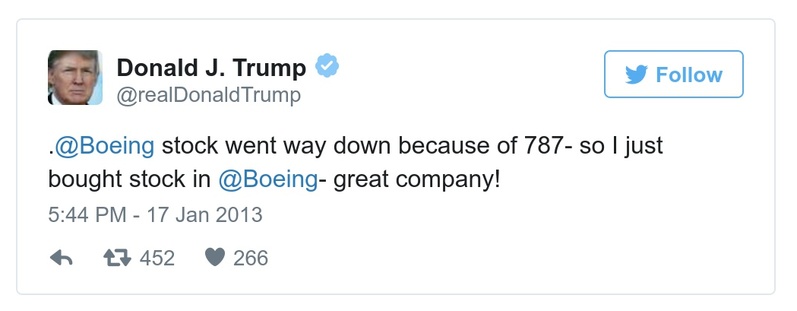 Donald J. Trump
@realDonaldTrump
Follow
.@Boeing stock went way down because of 787- so I just
bought stock in @Boeing- great company!
5:44 PM - 17 Jan 2013
452 266